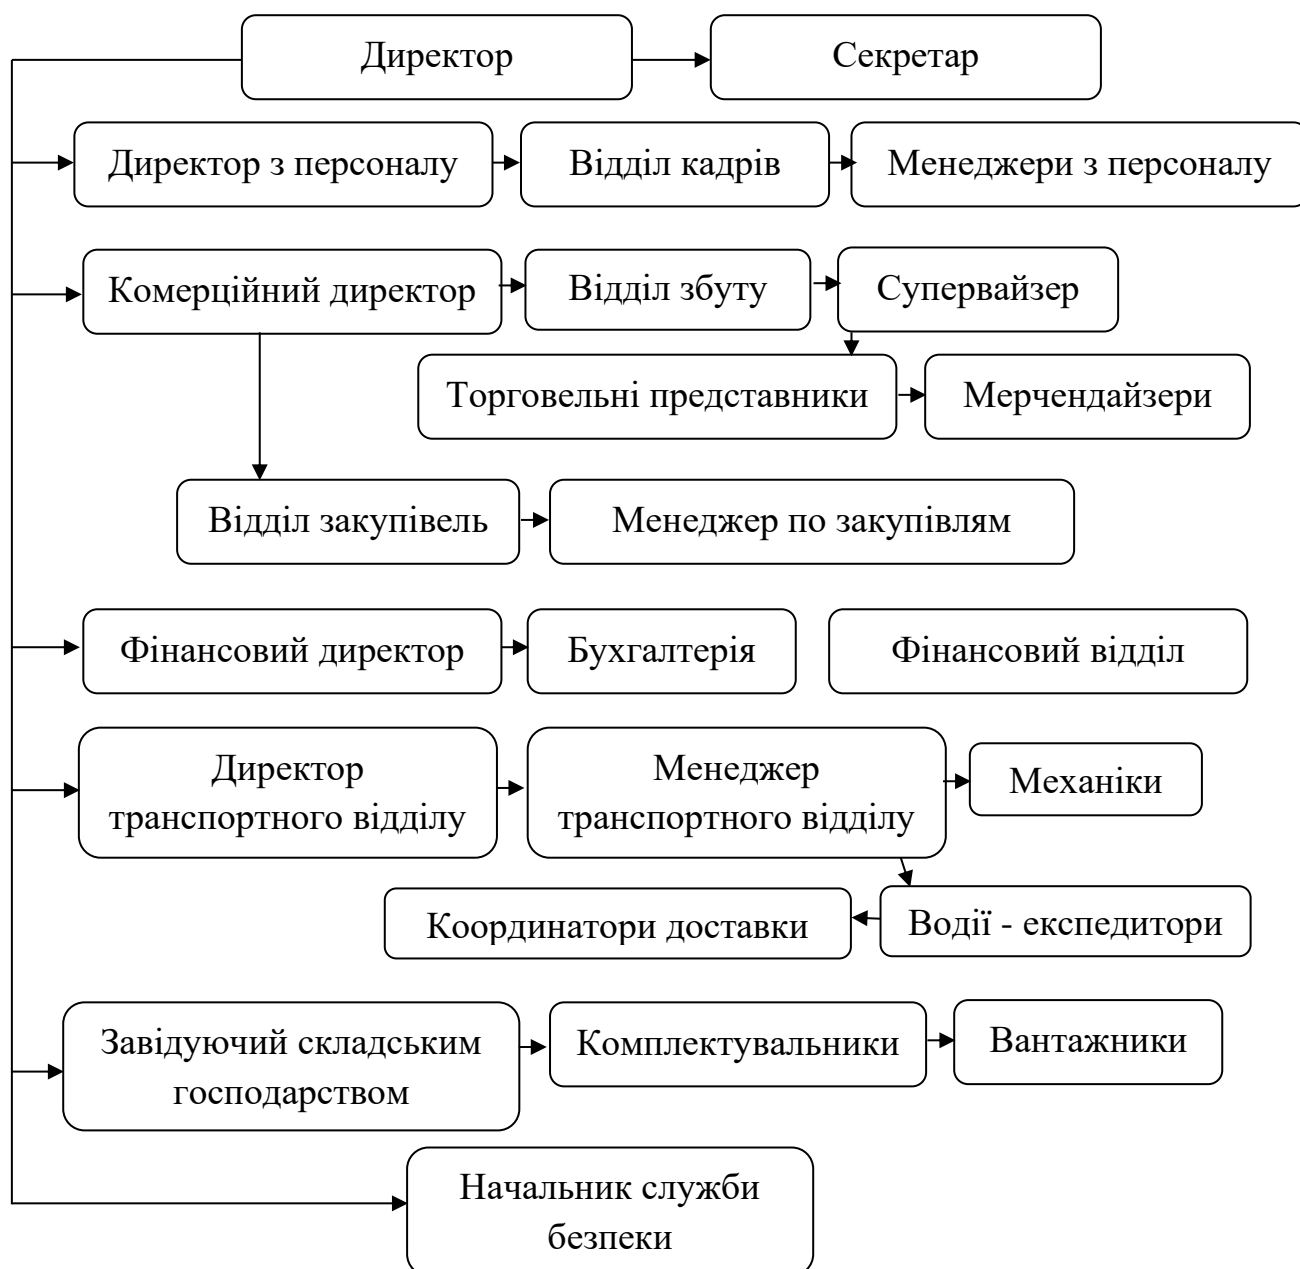 Директор
Секретар
Директор з персоналу
Відділ кадрів
Менеджери з персоналу
Комерційний директор
Відділ збуту
Супервайзер
Торговельні представники
Мерчендайзери
Відділ закупівель
Менеджер по закупівлям
Фінансовий директор
Бухгалтерія
Фінансовий відділ
Директор
транспортного відділу
Менеджер
транспортного відділу
Механіки
Координатори доставки
Водії - експедитори
Завідуючий складським
господарством
Комплектувальники
Вантажники
Начальник служби
безпеки